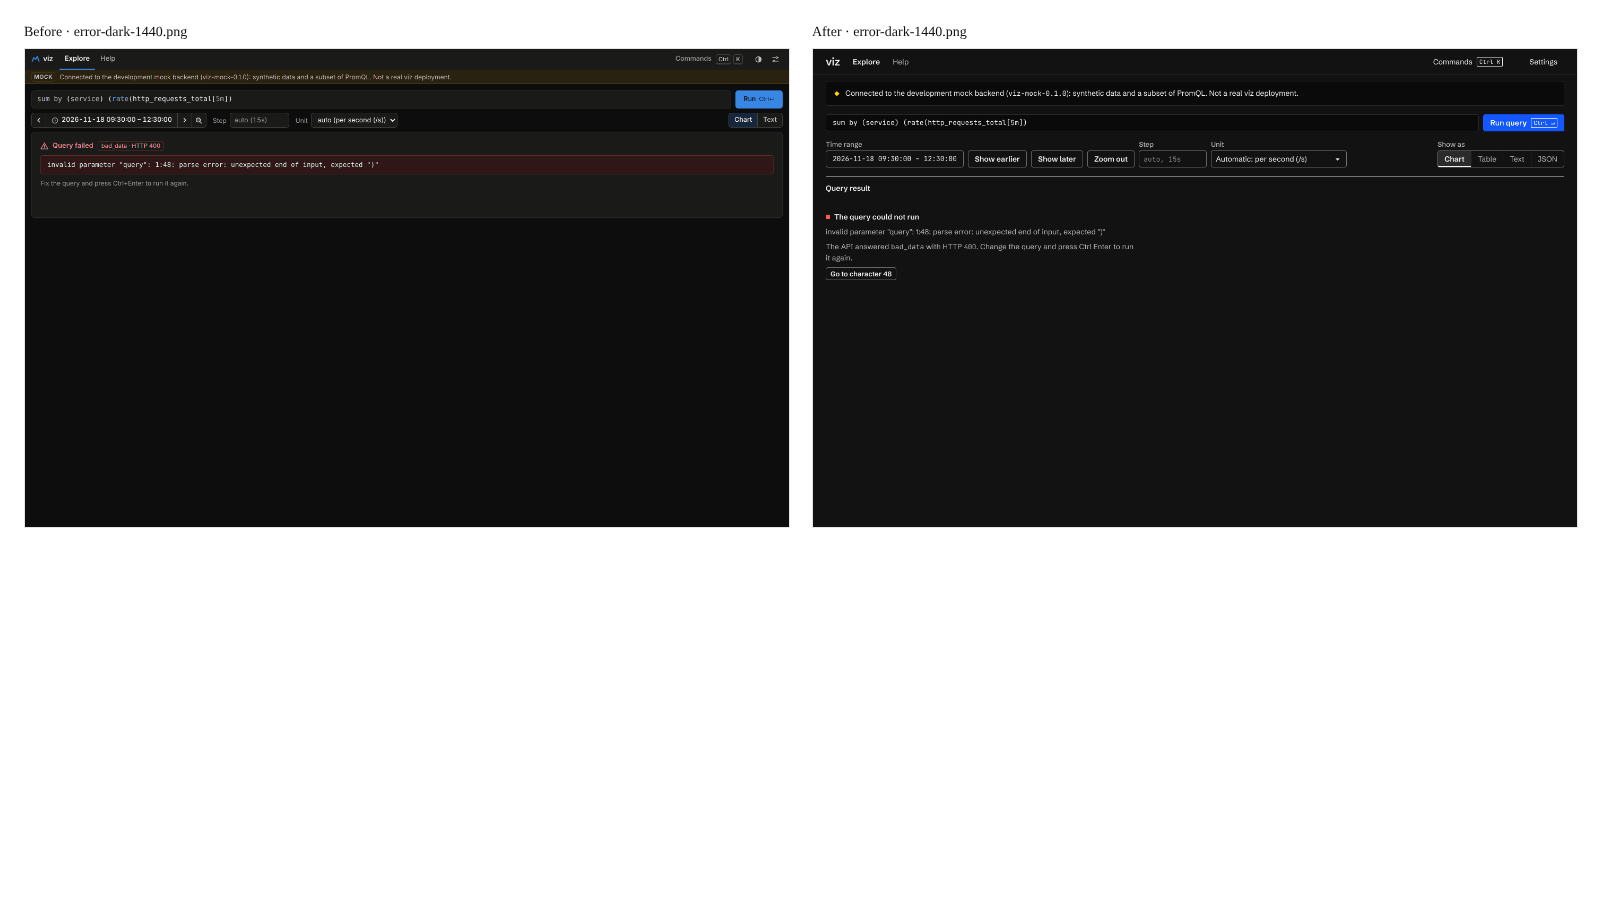 Before · error-dark-1440.png
viz Explore Help Commands Ctrl K
MOCK Connected to the development mock backend (viz-mock-0.1.0): synthetic data and a subset of PromQL. Not a real viz deployment.
sum by (service) (rate(http_requests_total[5m])
Run Ctrl+↵
2026-11-18 09:30:00 – 12:30:00 Step auto (15s) Unit auto (per second (/s)) Chart Text
Query failed bad_data · HTTP 400
invalid parameter "query": 1:48: parse error: unexpected end of input, expected ")"
Fix the query and press Ctrl+Enter to run it again.
After · error-dark-1440.png
viz Explore Help Commands Ctrl K Settings
Connected to the development mock backend (viz-mock-0.1.0): synthetic data and a subset of PromQL. Not a real viz deployment.
sum by (service) (rate(http_requests_total[5m])
Run query Ctrl ↵
Time range Step Unit Show as
2026-11-18 09:30:00 – 12:30:00 Show earlier Show later Zoom out auto, 15s Automatic: per second (/s) Chart Table Text JSON
Query result
The query could not run
invalid parameter "query": 1:48: parse error: unexpected end of input, expected ")"
The API answered bad_data with HTTP 400. Change the query and press Ctrl Enter to run
it again.
Go to character 48